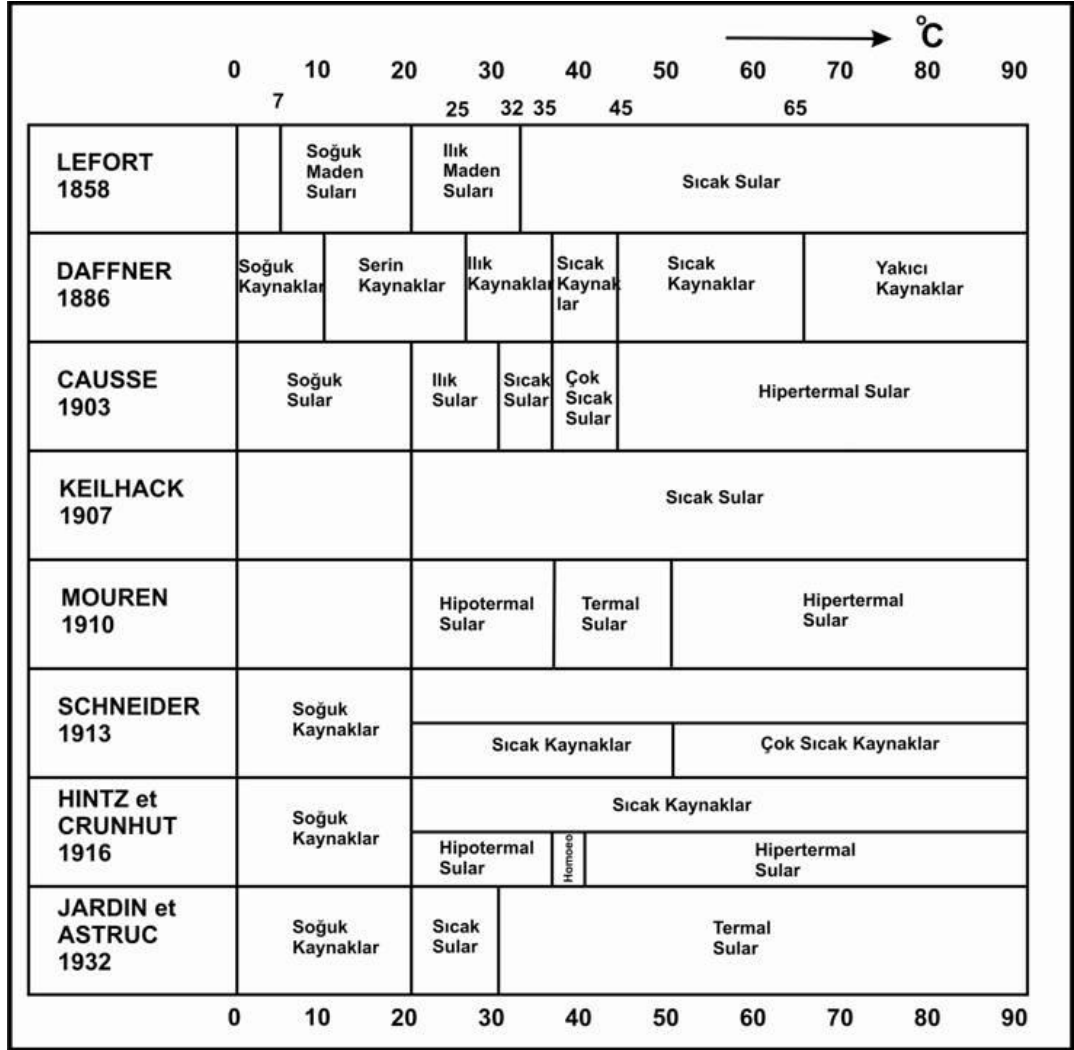 °C
0 10 20 30 40 50 60 70 80 90
7 25 32 35 45 65
LEFORT
1858
Soğuk
Maden
Suları
Ilık
Maden
Suları
Sıcak Sular
DAFFNER
1886
Soğuk
Kaynaklar
Serin
Kaynaklar
Ilık
Kaynaklar
Sıcak
Kaynak
lar
Sıcak
Kaynaklar
Yakıcı
Kaynaklar
CAUSSE
1903
Soğuk
Sular
Ilık
Sular
Sıcak
Sular
Çok
Sıcak
Sular
Hipertermal Sular
KEILHACK
1907
Sıcak Sular
MOUREN
1910
Hipotermal
Sular
Termal
Sular
Hipertermal
Sular
SCHNEIDER
1913
Soğuk
Kaynaklar
Sıcak Kaynaklar
Çok Sıcak Kaynaklar
HINTZ et
CRUNHUT
1916
Soğuk
Kaynaklar
Sıcak Kaynaklar
Hipotermal
Sular
Homoeo
Hipertermal
Sular
JARDIN et
ASTRUC
1932
Soğuk
Kaynaklar
Sıcak
Sular
Termal
Sular
0 10 20 30 40 50 60 70 80 90